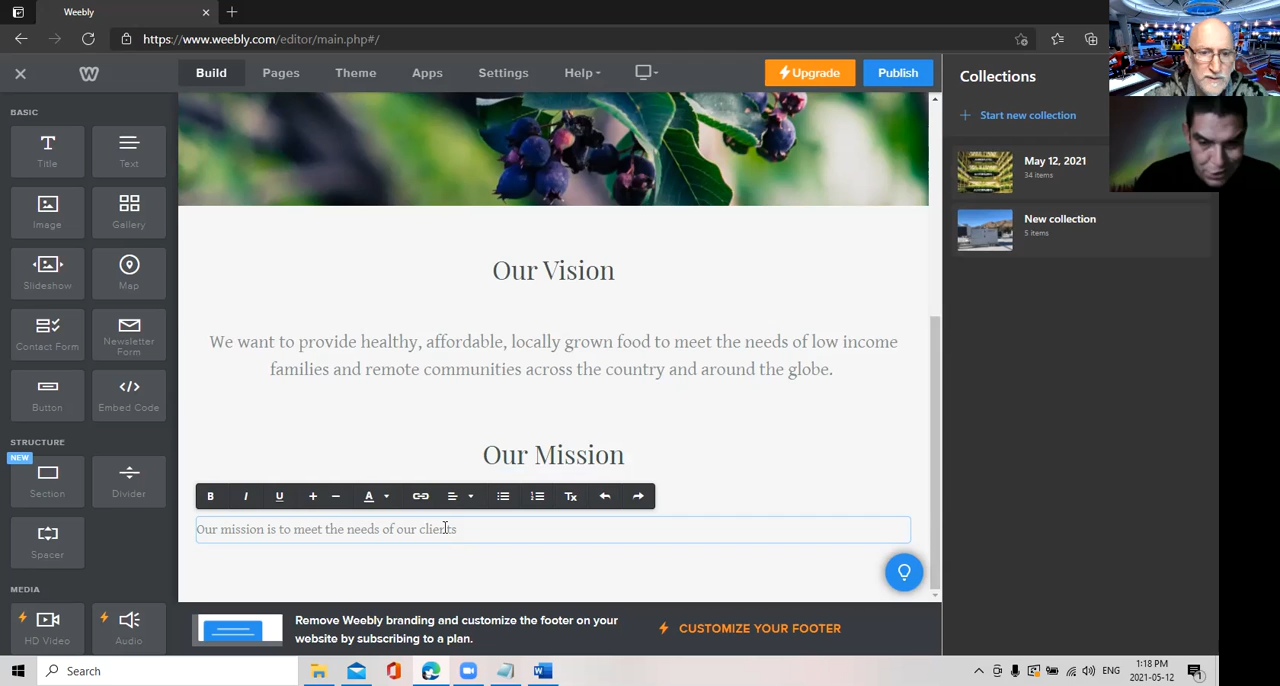 Weebly
https://www.weebly.com/editor/main.php#/
Build
Pages
Theme
Apps
Settings
Help
Upgrade
Publish
Collections
Start new collection
May 12, 2021
34 items
New collection
5 items
BASIC
Title
Text
Image
Gallery
Slideshow
Map
Contact Form
Newsletter
Form
Button
Embed Code
STRUCTURE
NEW
Section
Divider
Spacer
MEDIA
HD Video
Audio
Our Vision
We want to provide healthy, affordable, locally grown food to meet the needs of low income
families and remote communities across the country and around the globe.
Our Mission
B I U + − A Tx
Our mission is to meet the needs of our clients
Remove Weebly branding and customize the footer on your
website by subscribing to a plan.
CUSTOMIZE YOUR FOOTER
Search
ENG
1:18 PM
2021-05-12
1